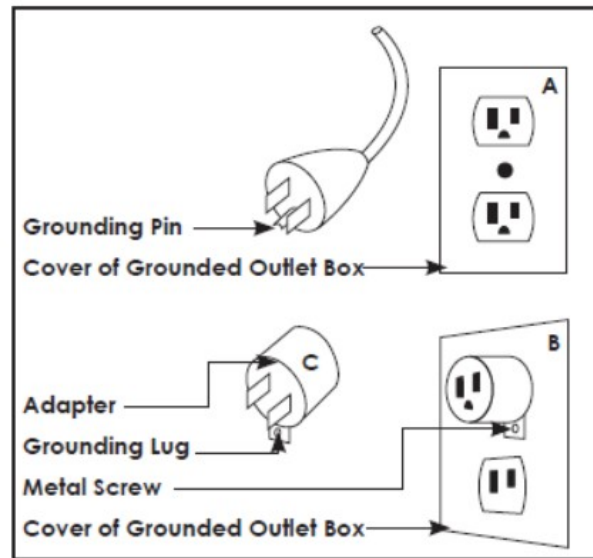 A
Grounding Pin
Cover of Grounded Outlet Box
B
C
Adapter
Grounding Lug
Metal Screw
Cover of Grounded Outlet Box